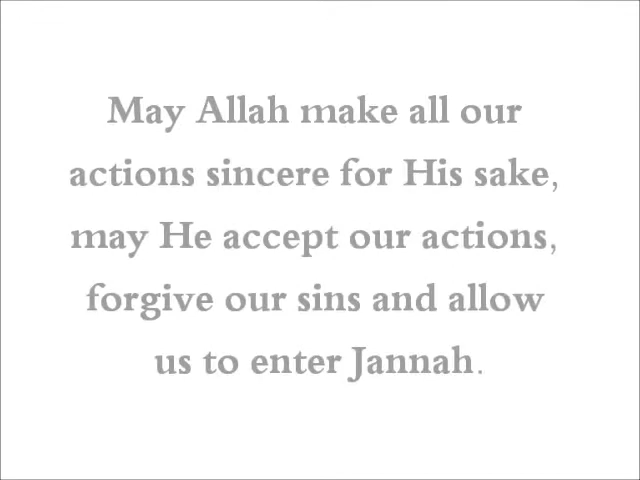 May Allah make all our
actions sincere for His sake,
may He accept our actions,
forgive our sins and allow
us to enter Jannah.